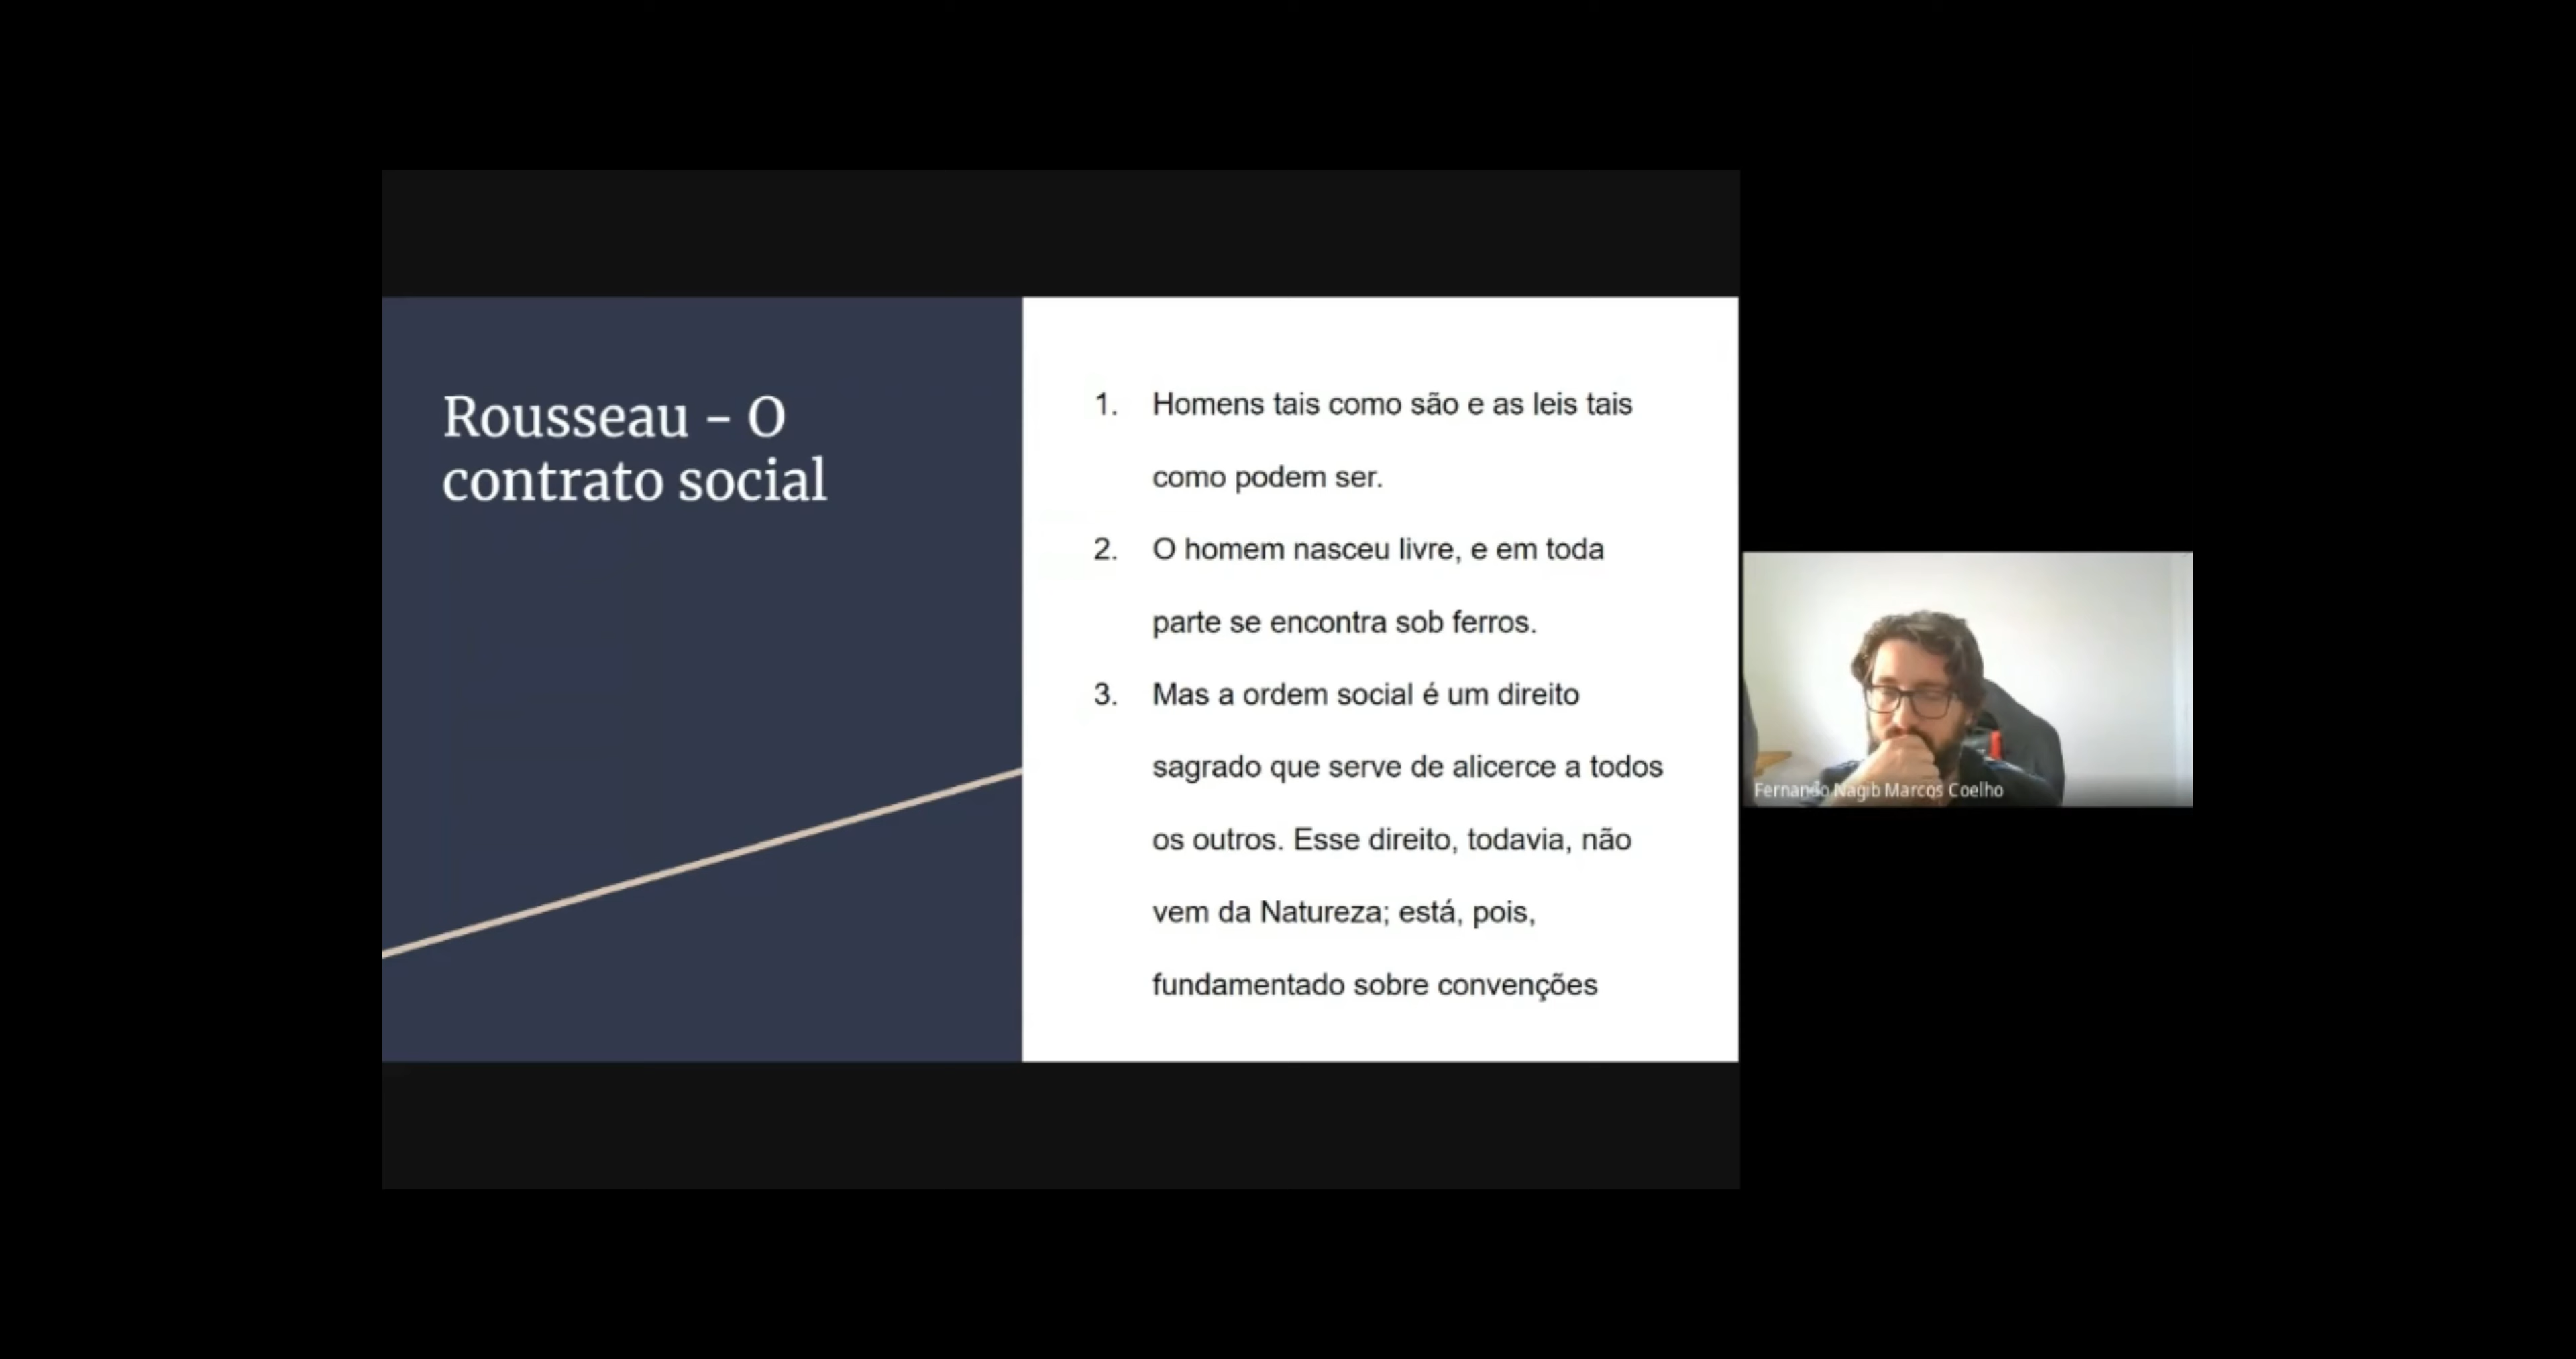 Rousseau - O
contrato social
1. Homens tais como são e as leis tais
como podem ser.
2. O homem nasceu livre, e em toda
parte se encontra sob ferros.
3. Mas a ordem social é um direito
sagrado que serve de alicerce a todos
os outros. Esse direito, todavia, não
vem da Natureza; está, pois,
fundamentado sobre convenções
Fernando Nagib Marcos Coelho